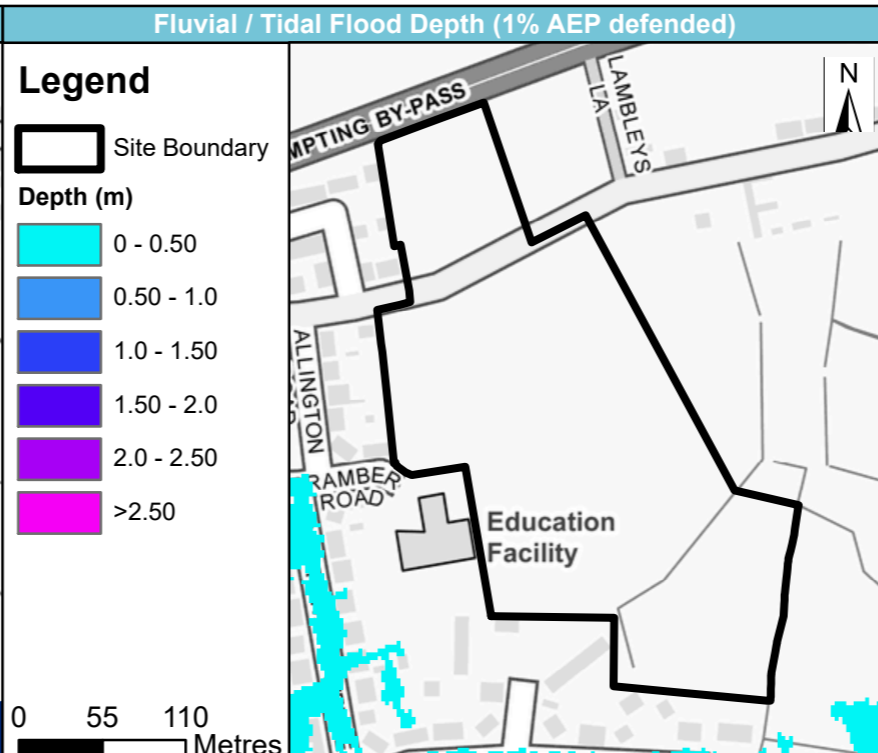 Fluvial / Tidal Flood Depth (1% AEP defended)
Legend
Site Boundary
Depth (m)
0 - 0.50
0.50 - 1.0
1.0 - 1.50
1.50 - 2.0
2.0 - 2.50
>2.50
0 55 110
Metres
MPTING BY-PASS
LAMBLEYS
LA
N
ALLINGTON
RAMBER
ROAD
Education
Facility